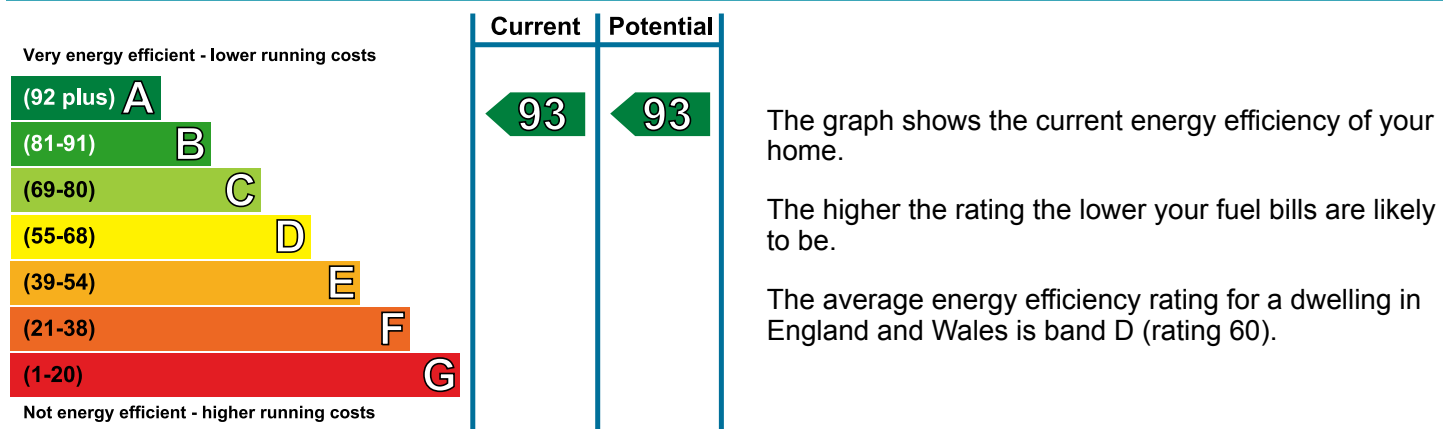 Current Potential
Very energy efficient - lower running costs
(92 plus) A
93 93
(81-91) B
(69-80) C
(55-68) D
(39-54) E
(21-38) F
(1-20) G
Not energy efficient - higher running costs
The graph shows the current energy efficiency of your
home.
The higher the rating the lower your fuel bills are likely
to be.
The average energy efficiency rating for a dwelling in
England and Wales is band D (rating 60).